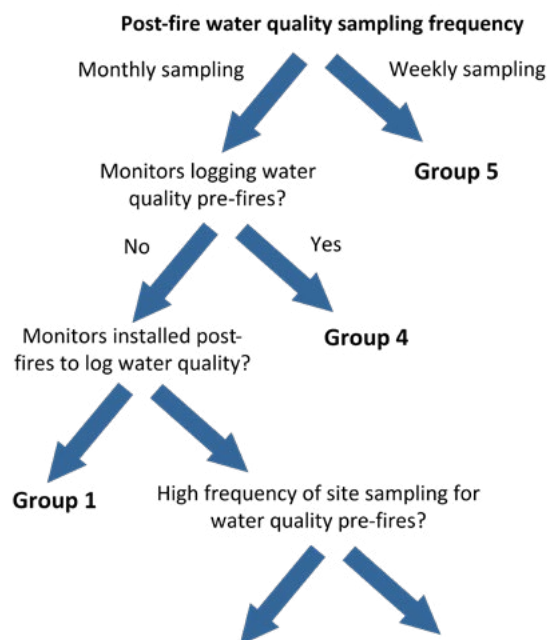 Post-fire water quality sampling frequency
Monthly sampling
Weekly sampling
Monitors logging water
quality pre-fires?
Group 5
No
Yes
Monitors installed post-
fires to log water quality?
Group 4
Group 1
High frequency of site sampling for
water quality pre-fires?